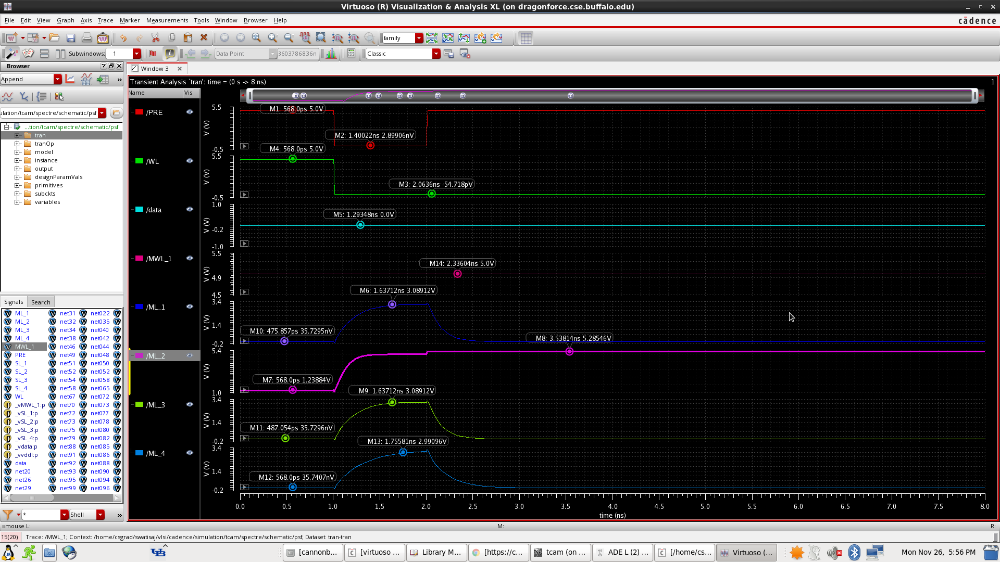 Virtuoso (R) Visualization & Analysis XL (on dragonforce.cse.buffalo.edu)
File Edit View Graph Axis Trace Marker Measurements Tools Window Browser Help
cādence
family
Subwindows: 1
Data Point
3603786836n
Classic
Browser
Window 3
Append
ulation/tcam/spectre/schematic/psf
...tion/tcam/spectre/schematic/psf
tran
tranOp
model
instance
output
designParamVals
primitives
subckts
variables
Signals Search
ML_1 net31 net022
ML_2 net32 net035
ML_3 net34 net040
ML_4 net38 net042
MWL_1 net46 net044
PRE net49 net048
SL_1 net51 net050
SL_2 net52 net052
SL_3 net54 net058
SL_4 net58 net065
WL net67 net072
_vMWL_1:p net70 net073
_vSL_1:p net72 net077
_vSL_2:p net73 net078
_vSL_3:p net75 net080
_vSL_4:p net79 net082
_vdata:p net88 net085
_vvdd!:p net91 net086
data net92 net088
net20 net93 net090
net26 net95 net094
net29 net99 net096
* Shell
Transient Analysis `tran': time = (0 s -> 8 ns)
1
Name Vis
/PRE
5.5
V (V)
-0.5
M1: 568.0ps 5.0V
M2: 1.40022ns 2.89906nV
/WL
5.5
V (V)
-0.5
M4: 568.0ps 5.0V
M3: 2.0636ns -54.718pV
/data
1.0
V (V)
-0.2
-1.0
M5: 1.29348ns 0.0V
/MWL_1
5.5
V (V)
4.9
4.5
M14: 2.33604ns 5.0V
/ML_1
3.4
V (V)
1.4
-0.2
M6: 1.63712ns 3.08912V
M10: 475.857ps 35.7295nV
/ML_2
5.4
V (V)
1.0
M8: 3.53814ns 5.28546V
M7: 568.0ps 1.23884V
/ML_3
3.4
V (V)
1.4
-0.2
M9: 1.63712ns 3.08912V
M11: 487.054ps 35.7296nV
/ML_4
3.4
V (V)
1.4
-0.2
M13: 1.75581ns 2.99096V
M12: 568.0ps 35.7407nV
0.0 0.5 1.0 1.5 2.0 2.5 3.0 3.5 4.0 4.5 5.0 5.5 6.0 6.5 7.0 7.5 8.0
time (ns)
mouse L: M: R:
15(20) Trace: /MWL_1; Context: /home/csgrad/swatisaj/vlsi/cadence/simulation/tcam/spectre/schematic/psf; Dataset: tran-tran
[cannonb... [virtuoso ... Library M... [https://c... tcam (on ... ADE L (2) ... [/home/cs... Virtuoso (... Mon Nov 26, 5:56 PM